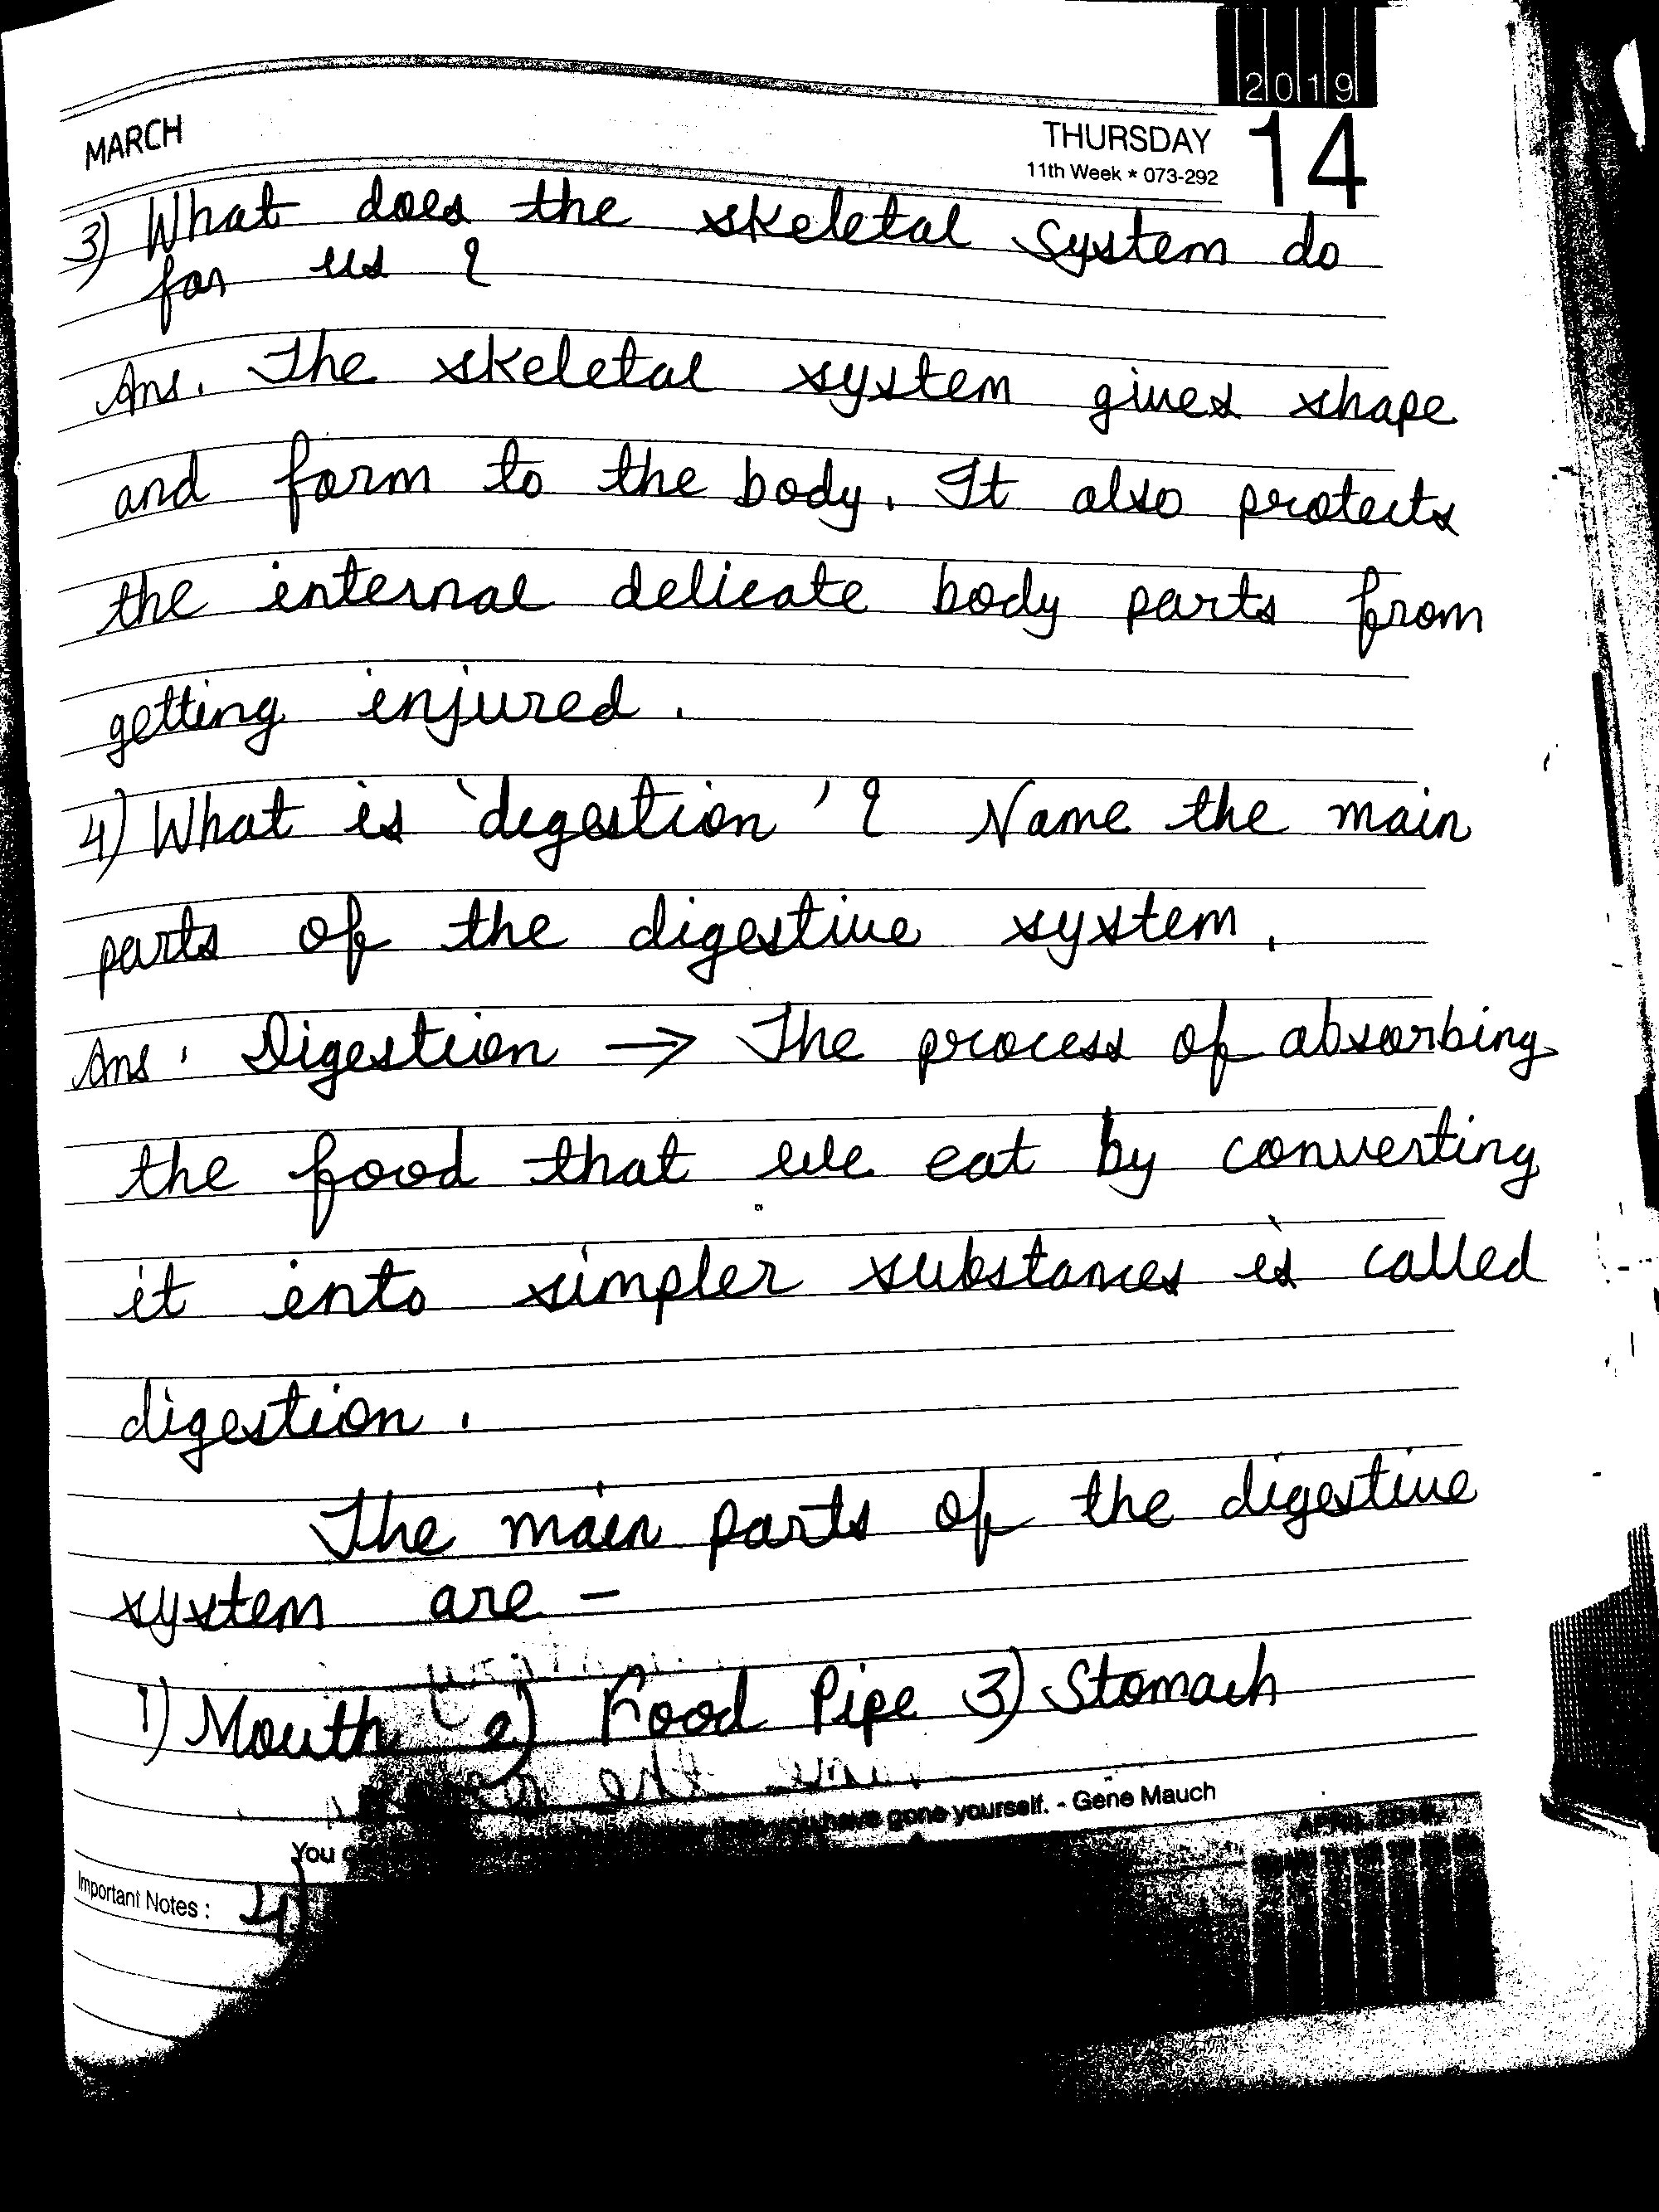 2019
MARCH
THURSDAY
14
11th Week * 073-292
3) What does the skeletal system do
for us ?
Ans. The skeletal system gives shape
and form to the body. It also protects
the internal delicate body parts from
getting injured.
4) What is 'digestion'? Name the main
parts of the digestive system.
Ans. Digestion → The process of absorbing
the food that we eat by converting
it into simpler substances is called
digestion.
The main parts of the digestive
system are -
1) Mouth 2) Food Pipe 3) Stomach
You
you have gone yourself. - Gene Mauch
APRIL
Important Notes : 4)